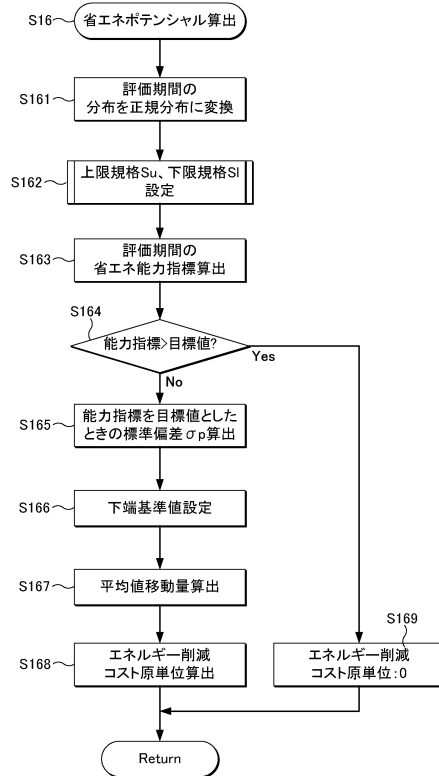 S16
省エネポテンシャル算出
S161
評価期間の
分布を正規分布に変換
S162
上限規格Su、下限規格Sl
設定
S163
評価期間の
省エネ能力指標算出
S164
能力指標>目標値?
Yes
No
S165
能力指標を目標値とした
ときの標準偏差σp算出
S166
下端基準値設定
S167
平均値移動量算出
S168
エネルギー削減
コスト原単位算出
S169
エネルギー削減
コスト原単位:0
Return